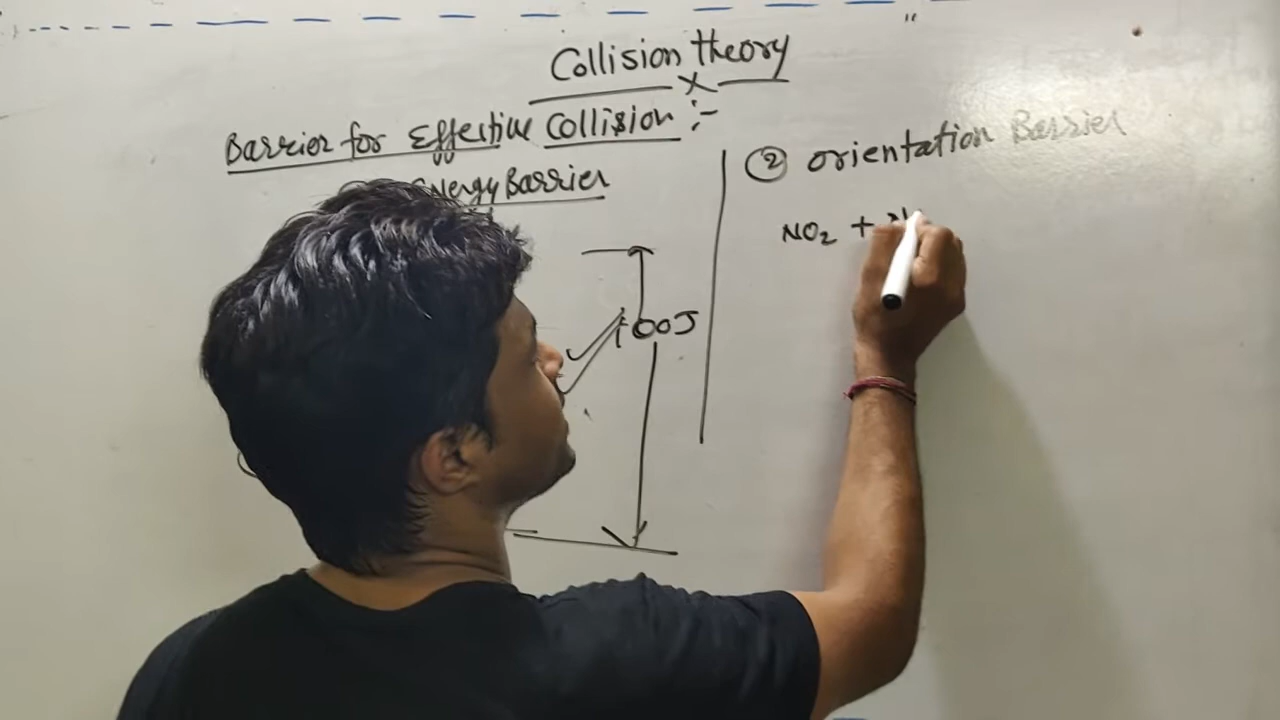 Collision theory
Barrier for Effective Collision :-
Energy Barrier
100J
② orientation Barrier
NO₂ +